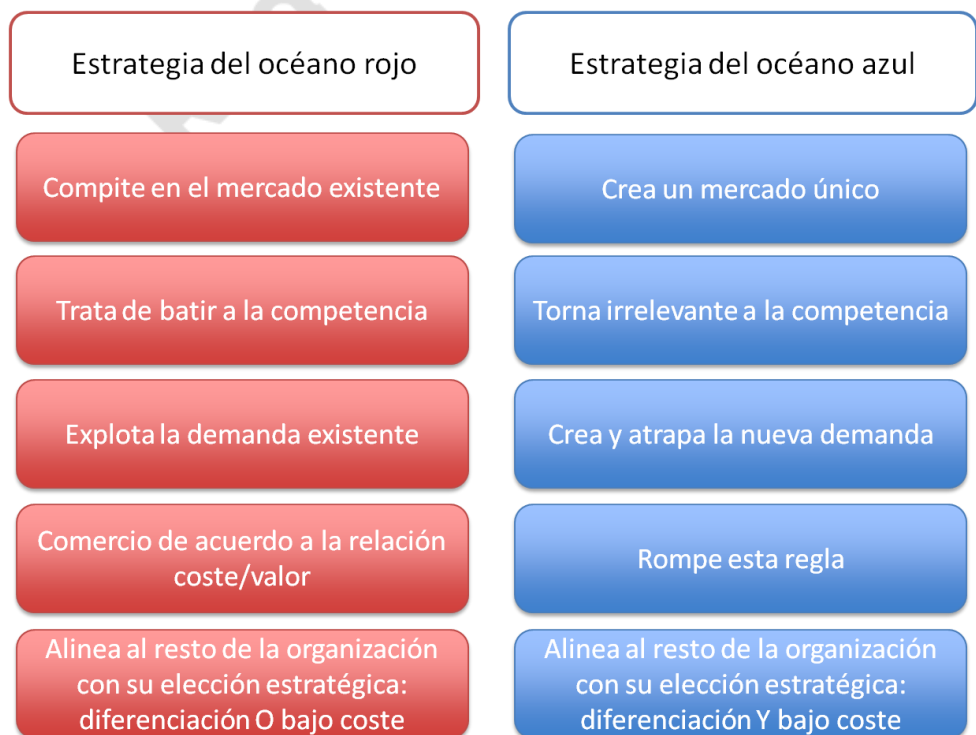 Estrategia del océano rojo
Estrategia del océano azul
Compite en el mercado existente
Crea un mercado único
Trata de batir a la competencia
Torna irrelevante a la competencia
Explota la demanda existente
Crea y atrapa la nueva demanda
Comercio de acuerdo a la relación
coste/valor
Rompe esta regla
Alinea al resto de la organización
con su elección estratégica:
diferenciación O bajo coste
Alinea al resto de la organización
con su elección estratégica:
diferenciación Y bajo coste